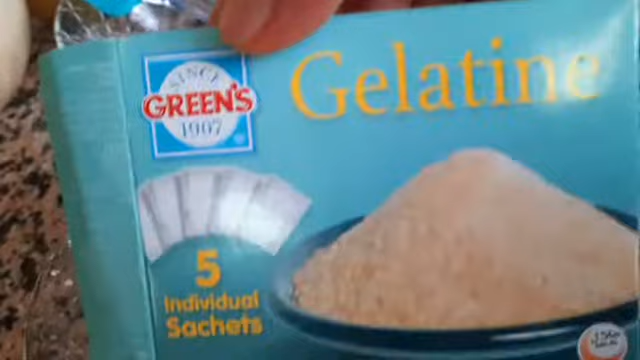 Gelatine
SINCE
GREEN'S
1907
5
Individual
Sachets